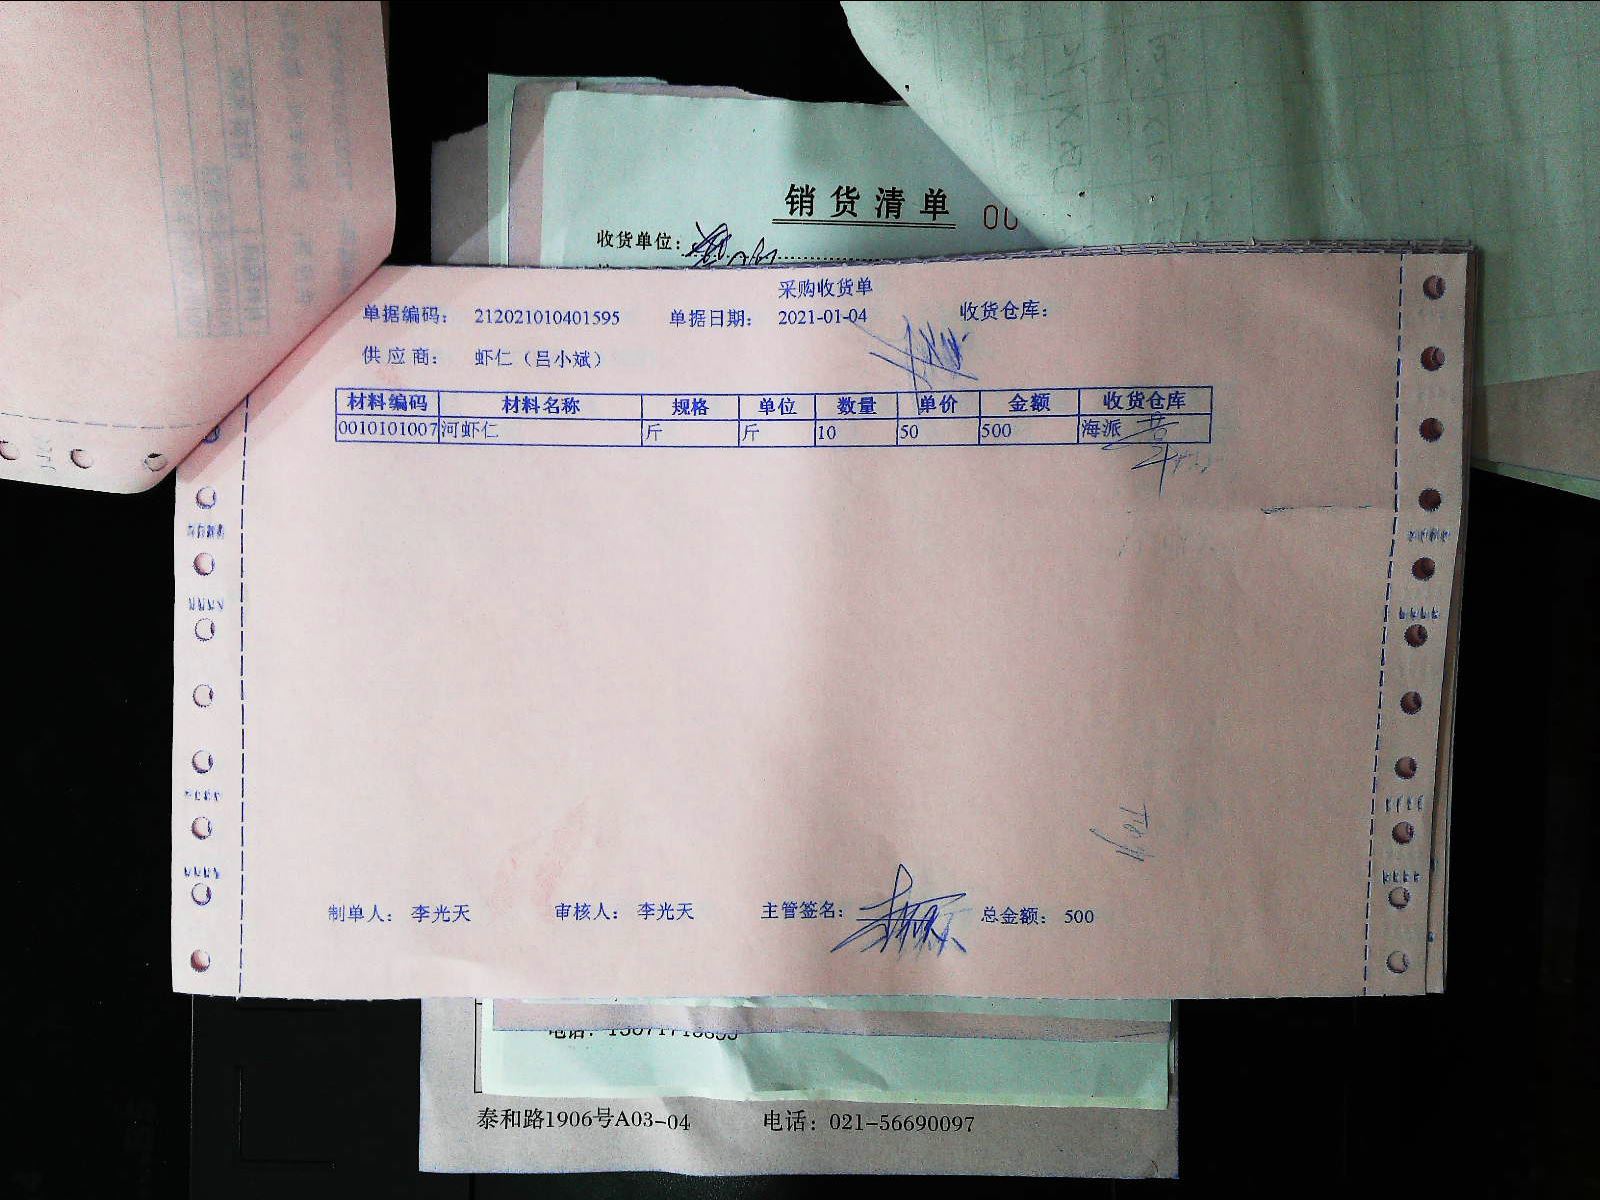 销货清单 00
收货单位：
采购收货单
单据编码： 212021010401595 单据日期： 2021-01-04 收货仓库：
供应商： 虾仁（吕小斌）
材料编码 材料名称 规格 单位 数量 单价 金额 收货仓库
0010101007 河虾仁 斤 斤 10 50 500 海派
制单人： 李光天 审核人： 李光天 主管签名： 总金额： 500
泰和路1906号A03-04 电话：021-56690097